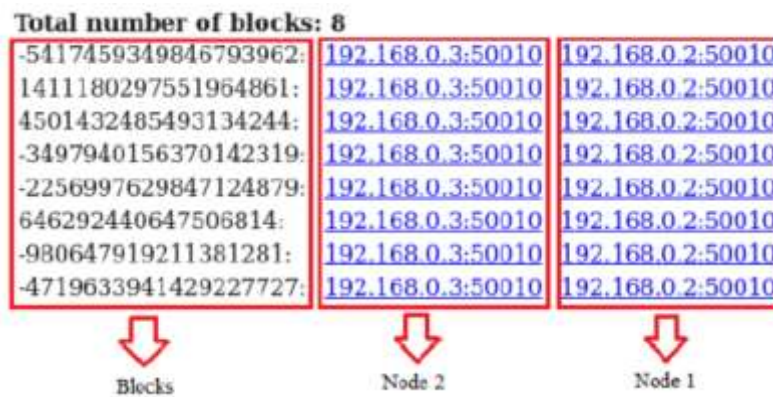 Total number of blocks: 8
-5417459349846793962: 192.168.0.3:50010 192.168.0.2:50010
1411180297551964861: 192.168.0.3:50010 192.168.0.2:50010
4501432485493134244: 192.168.0.3:50010 192.168.0.2:50010
-3497940156370142319: 192.168.0.3:50010 192.168.0.2:50010
-2256997629847124879: 192.168.0.3:50010 192.168.0.2:50010
646292440647506814: 192.168.0.3:50010 192.168.0.2:50010
-980647919211381281: 192.168.0.3:50010 192.168.0.2:50010
-4719633941429227727: 192.168.0.3:50010 192.168.0.2:50010
Blocks Node 2 Node 1